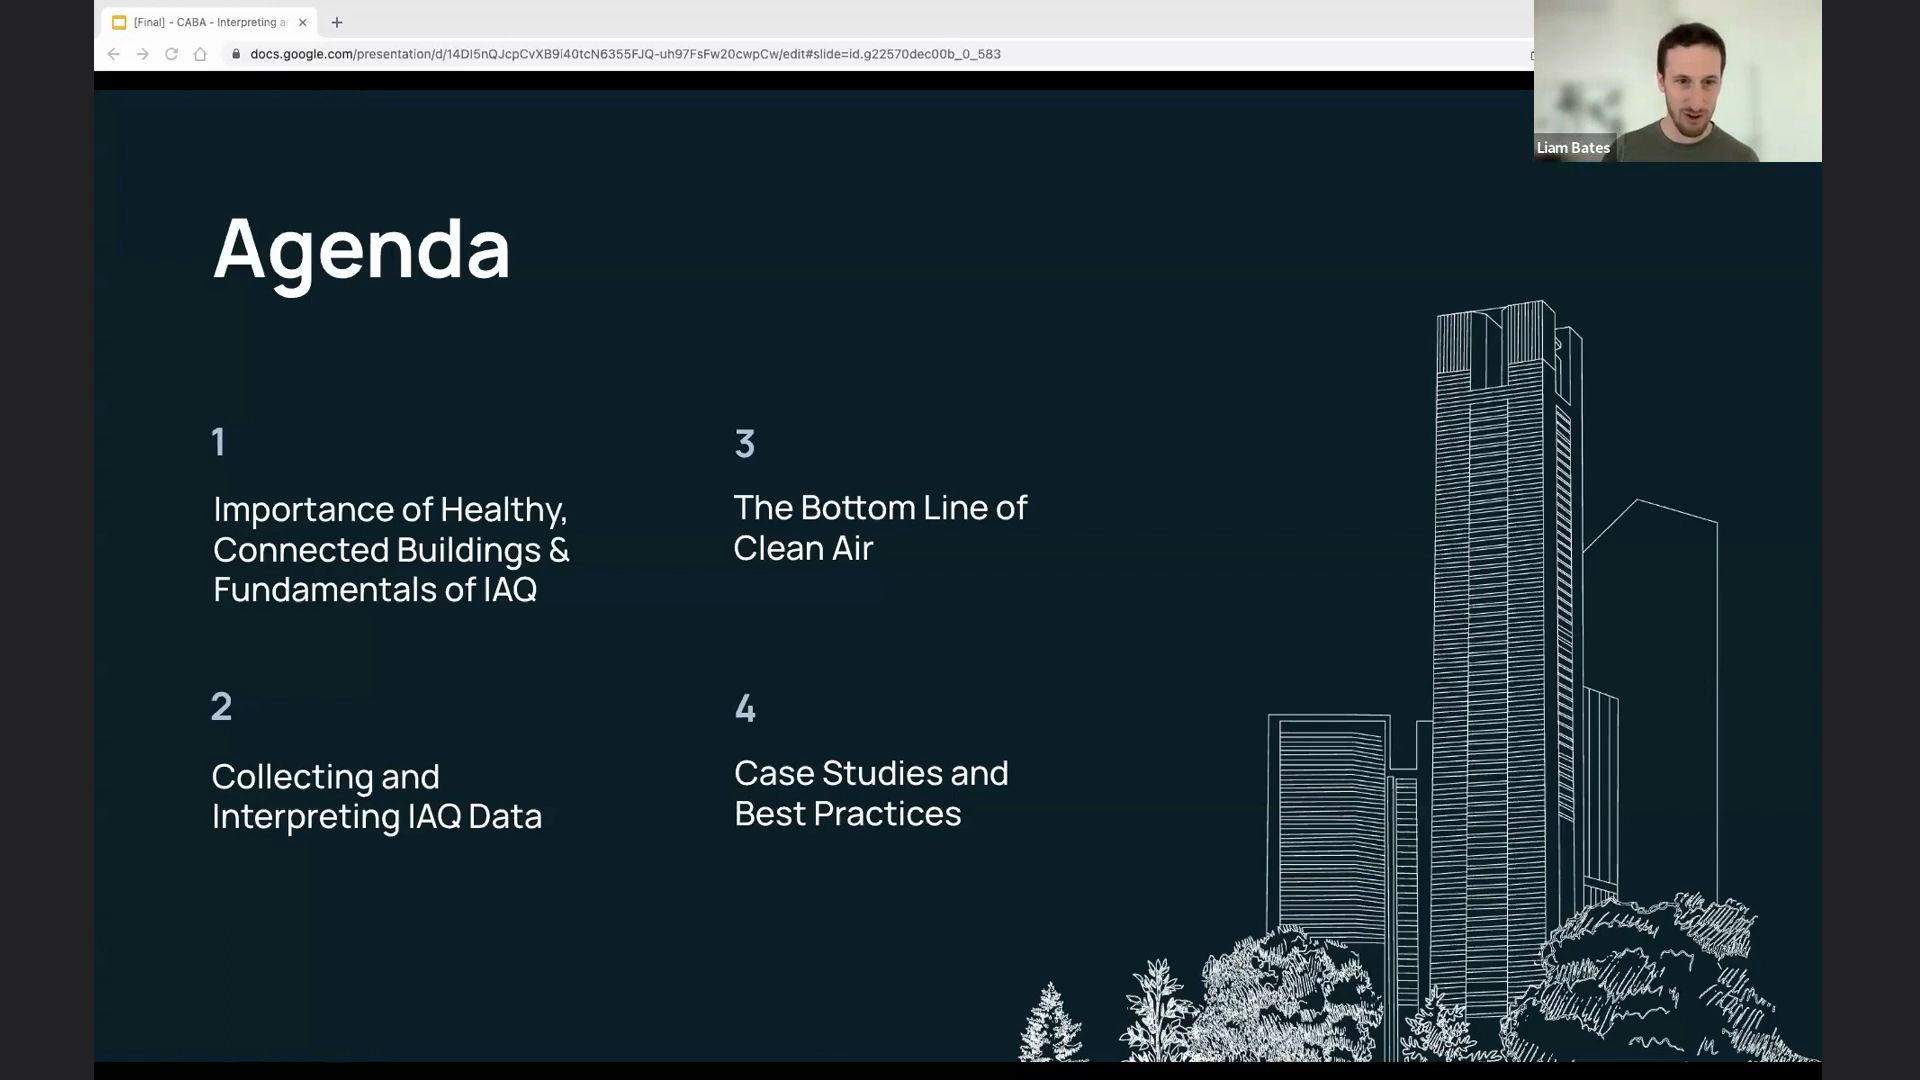 [Final] - CABA - Interpreting a
docs.google.com/presentation/d/14DI5nQJcpCvXB9i40tcN6355FJQ-uh97FsFw20cwpCw/edit#slide=id.g22570dec00b_0_583
Liam Bates
Agenda
1
Importance of Healthy,
Connected Buildings &
Fundamentals of IAQ
2
Collecting and
Interpreting IAQ Data
3
The Bottom Line of
Clean Air
4
Case Studies and
Best Practices